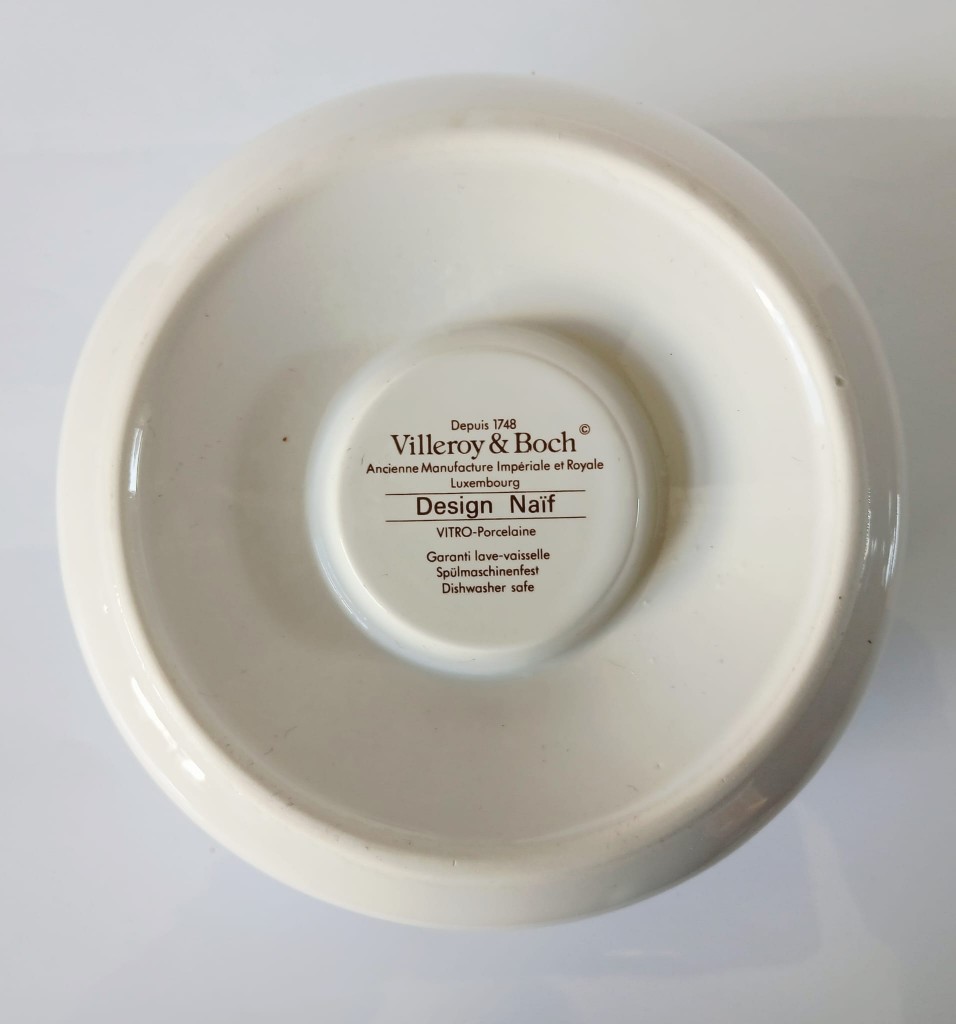 Depuis 1748
Villeroy & Boch ©
Ancienne Manufacture Impériale et Royale
Luxembourg
Design Naïf
VITRO-Porcelaine
Garanti lave-vaisselle
Spülmaschinenfest
Dishwasher safe